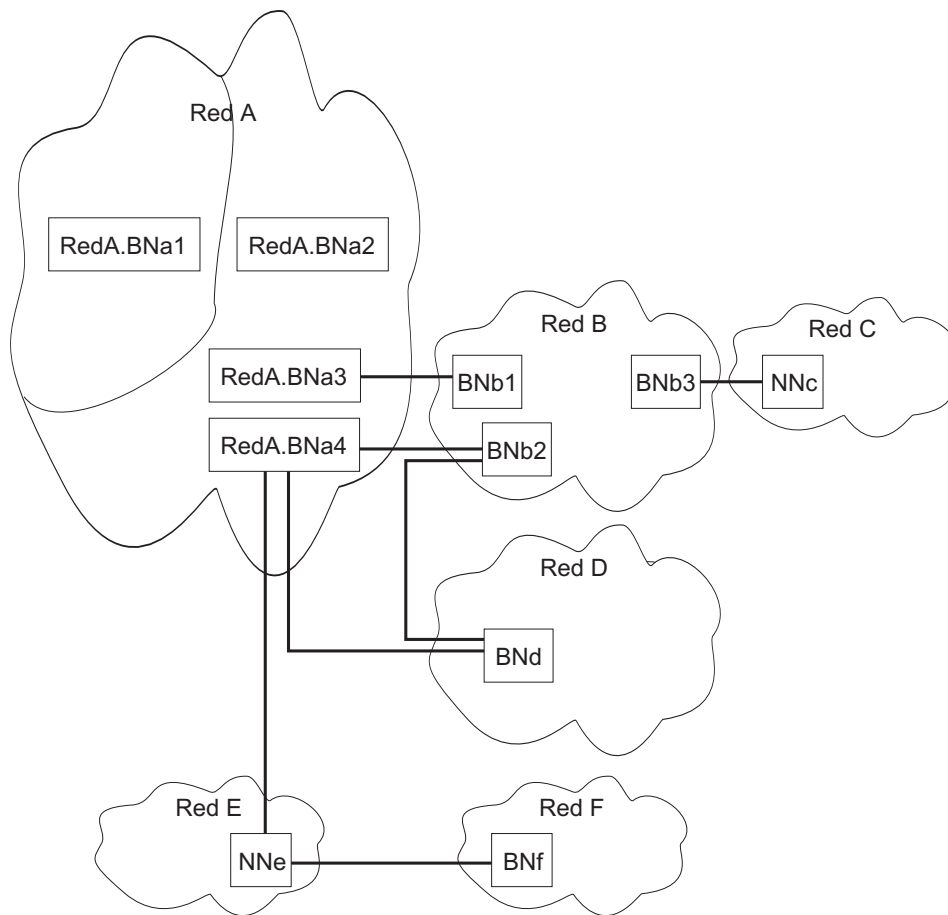 Red A
RedA.BNa1
RedA.BNa2
Red B
Red C
RedA.BNa3
BNb1
BNb3
NNc
RedA.BNa4
BNb2
Red D
BNd
Red E
Red F
NNe
BNf